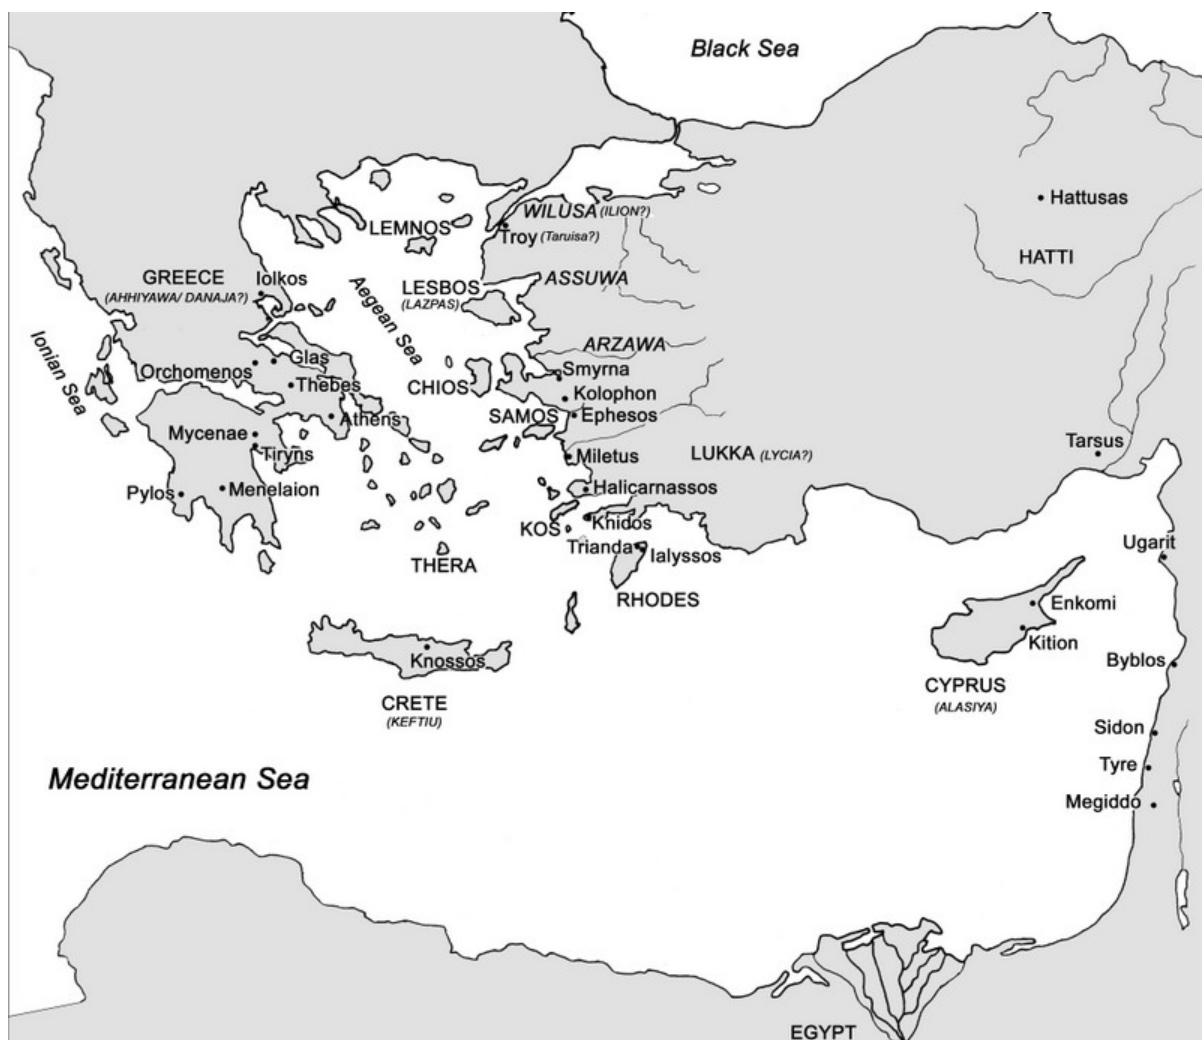 Black Sea
Hattusas
WILUSA (ILION?)
LEMNOS
Troy (Taruisa?)
HATTI
GREECE
Iolkos
ASSUWA
LESBOS
(AHHIYAWA/ DANAJA?)
(LAZPAS)
Aegean Sea
Ionian Sea
ARZAWA
Glas
Orchomenos
Smyrna
Thebes
CHIOS
Kolophon
Athens
SAMOS
Ephesos
Mycenae
Tiryns
Tarsus
Miletus
LUKKA (LYCIA?)
Pylos
Menelaion
Halicarnassos
KOS
Khidos
Trianda
Ialyssos
Ugarit
THERA
RHODES
Enkomi
Kition
Knossos
Byblos
CYPRUS
(ALASIYA)
CRETE
(KEFTIU)
Sidon
Tyre
Mediterranean Sea
Megiddo
EGYPT